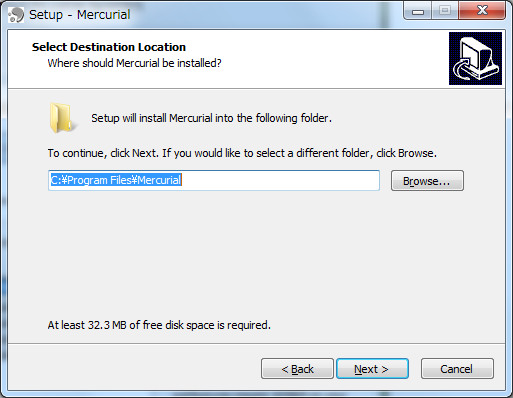 Setup - Mercurial
Select Destination Location
Where should Mercurial be installed?
Setup will install Mercurial into the following folder.
To continue, click Next. If you would like to select a different folder, click Browse.
C:¥Program Files¥Mercurial
Browse...
At least 32.3 MB of free disk space is required.
< Back
Next >
Cancel